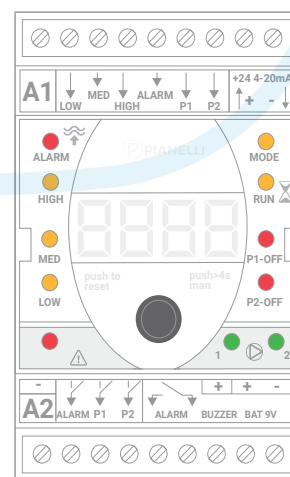 +24 4-20mA
A1 LOW MED HIGH ALARM P1 P2 + -
PIANELLI
ALARM MODE
HIGH RUN
8888
MED P1-OFF
LOW P2-OFF
push to reset push>4s man
1 2
- + + -
A2 ALARM P1 P2 ALARM BUZZER BAT 9V